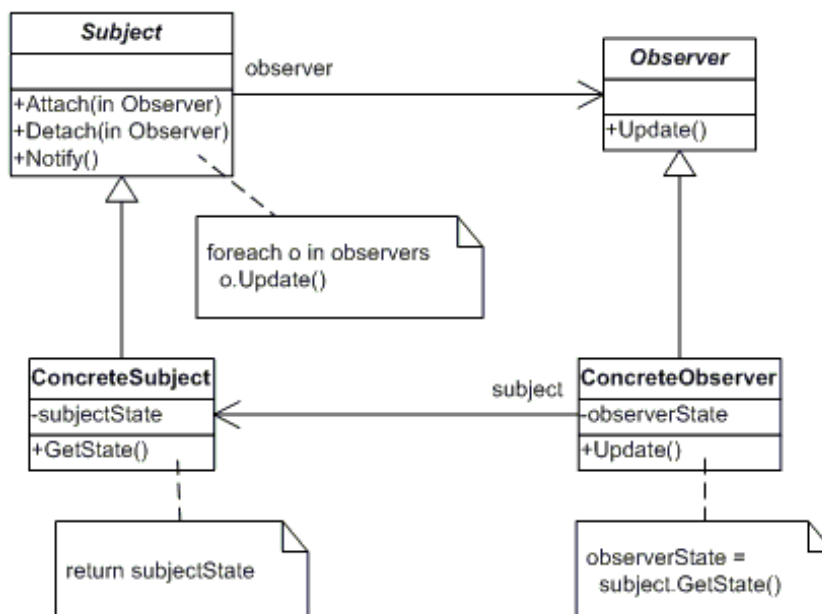 Subject
+Attach(in Observer)
+Detach(in Observer)
+Notify()
observer
Observer
+Update()
foreach o in observers
o.Update()
ConcreteSubject
-subjectState
+GetState()
subject
ConcreteObserver
-observerState
+Update()
return subjectState
observerState =
subject.GetState()